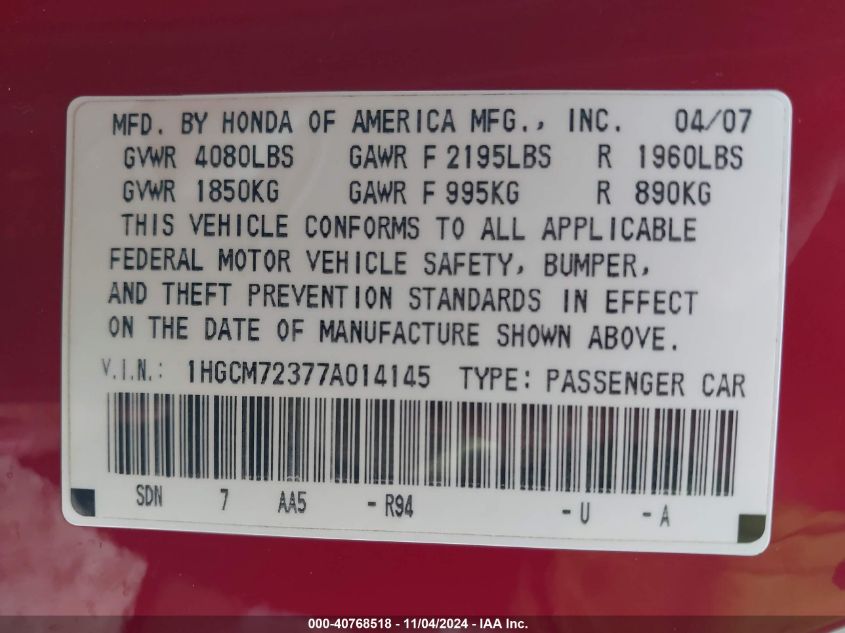 MFD. BY HONDA OF AMERICA MFG., INC. 04/07
GVWR 4080LBS GAWR F 2195LBS R 1960LBS
GVWR 1850KG GAWR F 995KG R 890KG
THIS VEHICLE CONFORMS TO ALL APPLICABLE
FEDERAL MOTOR VEHICLE SAFETY, BUMPER,
AND THEFT PREVENTION STANDARDS IN EFFECT
ON THE DATE OF MANUFACTURE SHOWN ABOVE.
V.I.N.: 1HGCM72377A014145 TYPE: PASSENGER CAR
SDN 7 AA5 - R94 - U - A
000-40768518 - 11/04/2024 - IAA Inc.